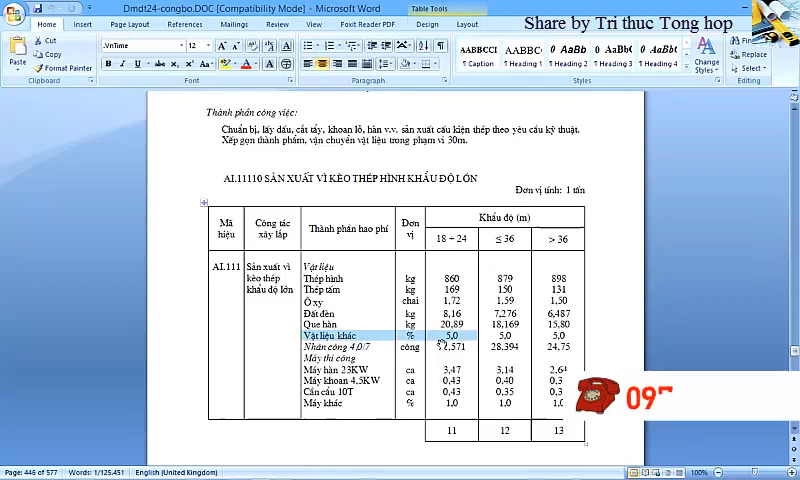 Dmdt24-congbo.DOC [Compatibility Mode] - Microsoft Word
Table Tools
Share by Tri thuc Tong hop
Home Insert Page Layout References Mailings Review View Foxit Reader PDF Design Layout
Cut
Copy
Format Painter
Paste
Clipboard
.VnTime 12
Font
Paragraph
AABBCCI AABBC 0 AaBb 0 AaBb 0 AaBb
¶ Caption ¶ Heading 1 ¶ Heading 2 ¶ Heading 3 ¶ Heading 4
Styles
Change Styles
Replace
Select
Editing
Thành phần công việc:
Chuẩn bị, lấy dấu, cắt tẩy, khoan lỗ, hàn v.v. sản xuất cấu kiện thép theo yêu cầu kỹ thuật.
Xếp gọn thành phẩm, vận chuyển vật liệu trong phạm vi 30m.
AI.11110 SẢN XUẤT VÌ KÈO THÉP HÌNH KHẨU ĐỘ LỚN
Đơn vị tính: 1 tấn
Mã hiệu Công tác xây lắp Thành phần hao phí Đơn vị Khẩu độ (m)
18 ÷ 24 ≤ 36 > 36
AI.111 Sản xuất vì kèo thép khẩu độ lớn Vật liệu
Thép hình kg 860 879 898
Thép tấm kg 169 150 131
Ô xy chai 1,72 1.59 1,50
Đất đèn kg 8,16 7,276 6,487
Que hàn kg 20,89 18,169 15,80
Vật liệu khác % 5,0 5,0 5,0
Nhân công 4,0/7 công 28,394 24,75
Máy thi công
Máy hàn 23KW ca 3,47 3,14
Máy khoan 4,5KW ca 0,43 0,40
Cần cẩu 10T ca 0,43 0,35
Máy khác % 1,0 1,0
11 12 13
Page: 446 of 577 Words: 1/125,451 English (United Kingdom) 100%